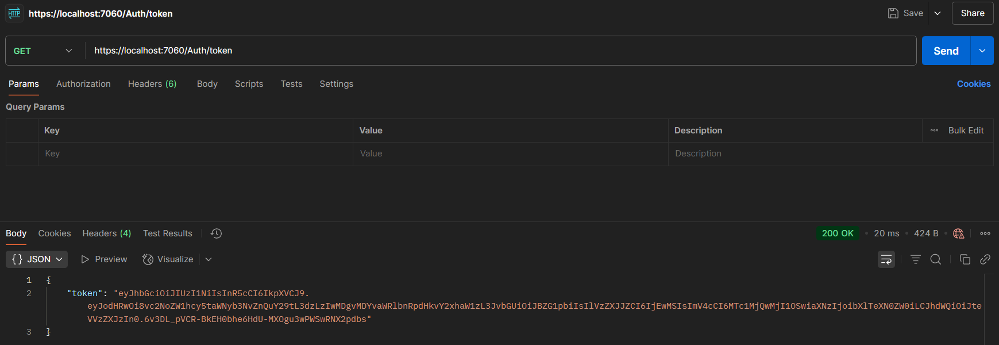 HTTP https://localhost:7060/Auth/token Save Share
GET https://localhost:7060/Auth/token Send
Params Authorization Headers (6) Body Scripts Tests Settings Cookies
Query Params
Key Value Description Bulk Edit
Key Value Description
Body Cookies Headers (4) Test Results 200 OK • 20 ms • 424 B •
{} JSON Preview Visualize
1 {
2 "token": "eyJhbGciOiJIUzI1NiIsInR5cCI6IkpXVCJ9.
eyJodHRwOi8vc2NoZW1hcy5taWNyb3NvZnQuY29tL3dzLzIwMDgvMDYvaWRlbnRpdHkvY2xhaW1zL3JvbGUiOiJBZG1pbiIsIlVzZXJJZCI6IjEwMSIsImV4cCI6MTc1MjQwMjI1OSwiaXNzIjoibXlTeXN0ZW0iLCJhdWQiOiJte
VVzZXJzIn0.6v3DL_pVCR-BkEH0bhe6HdU-MXOgu3wPWSwRNX2pdbs"
3 }